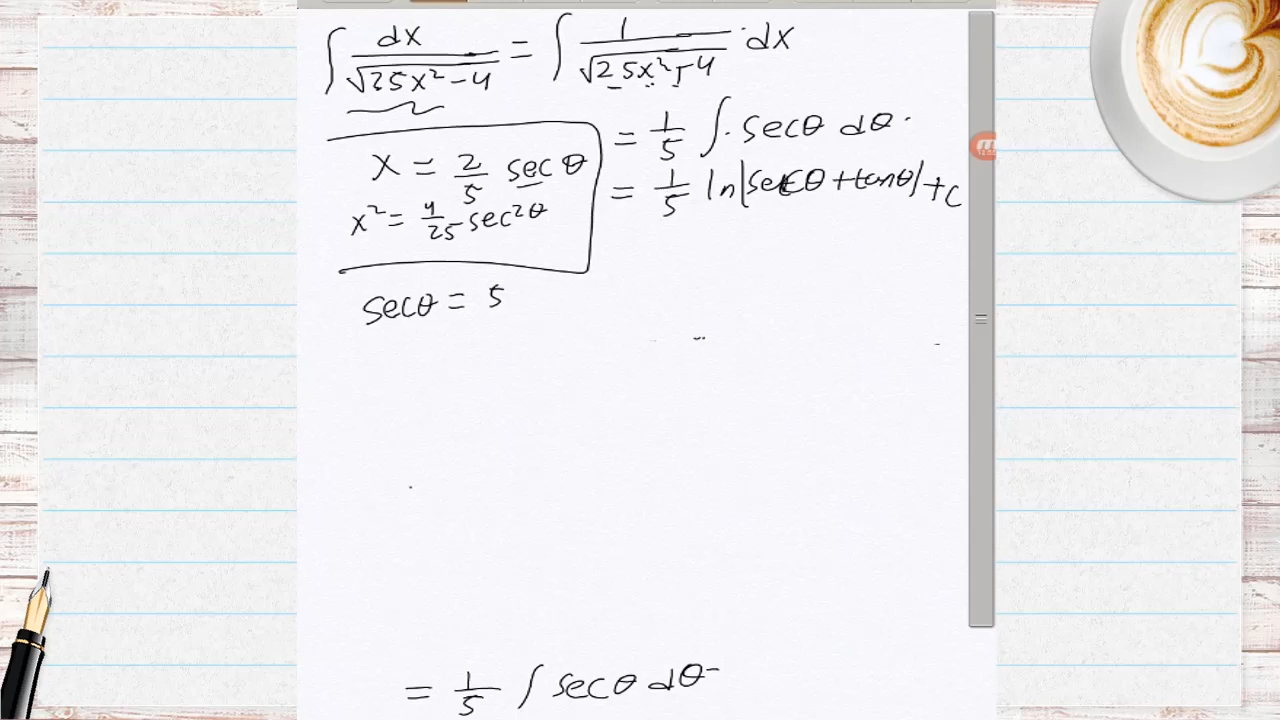 ∫ dx/√(25x² − 4) = ∫ 1/√(25x² − 4) · dx
= 1/5 ∫ · secθ dθ ·
= 1/5 ln|secθ + tanθ| + c
x = 2/5 sec θ
x² = 4/25 sec²θ
secθ = 5
= 1/5 ∫ secθ dθ